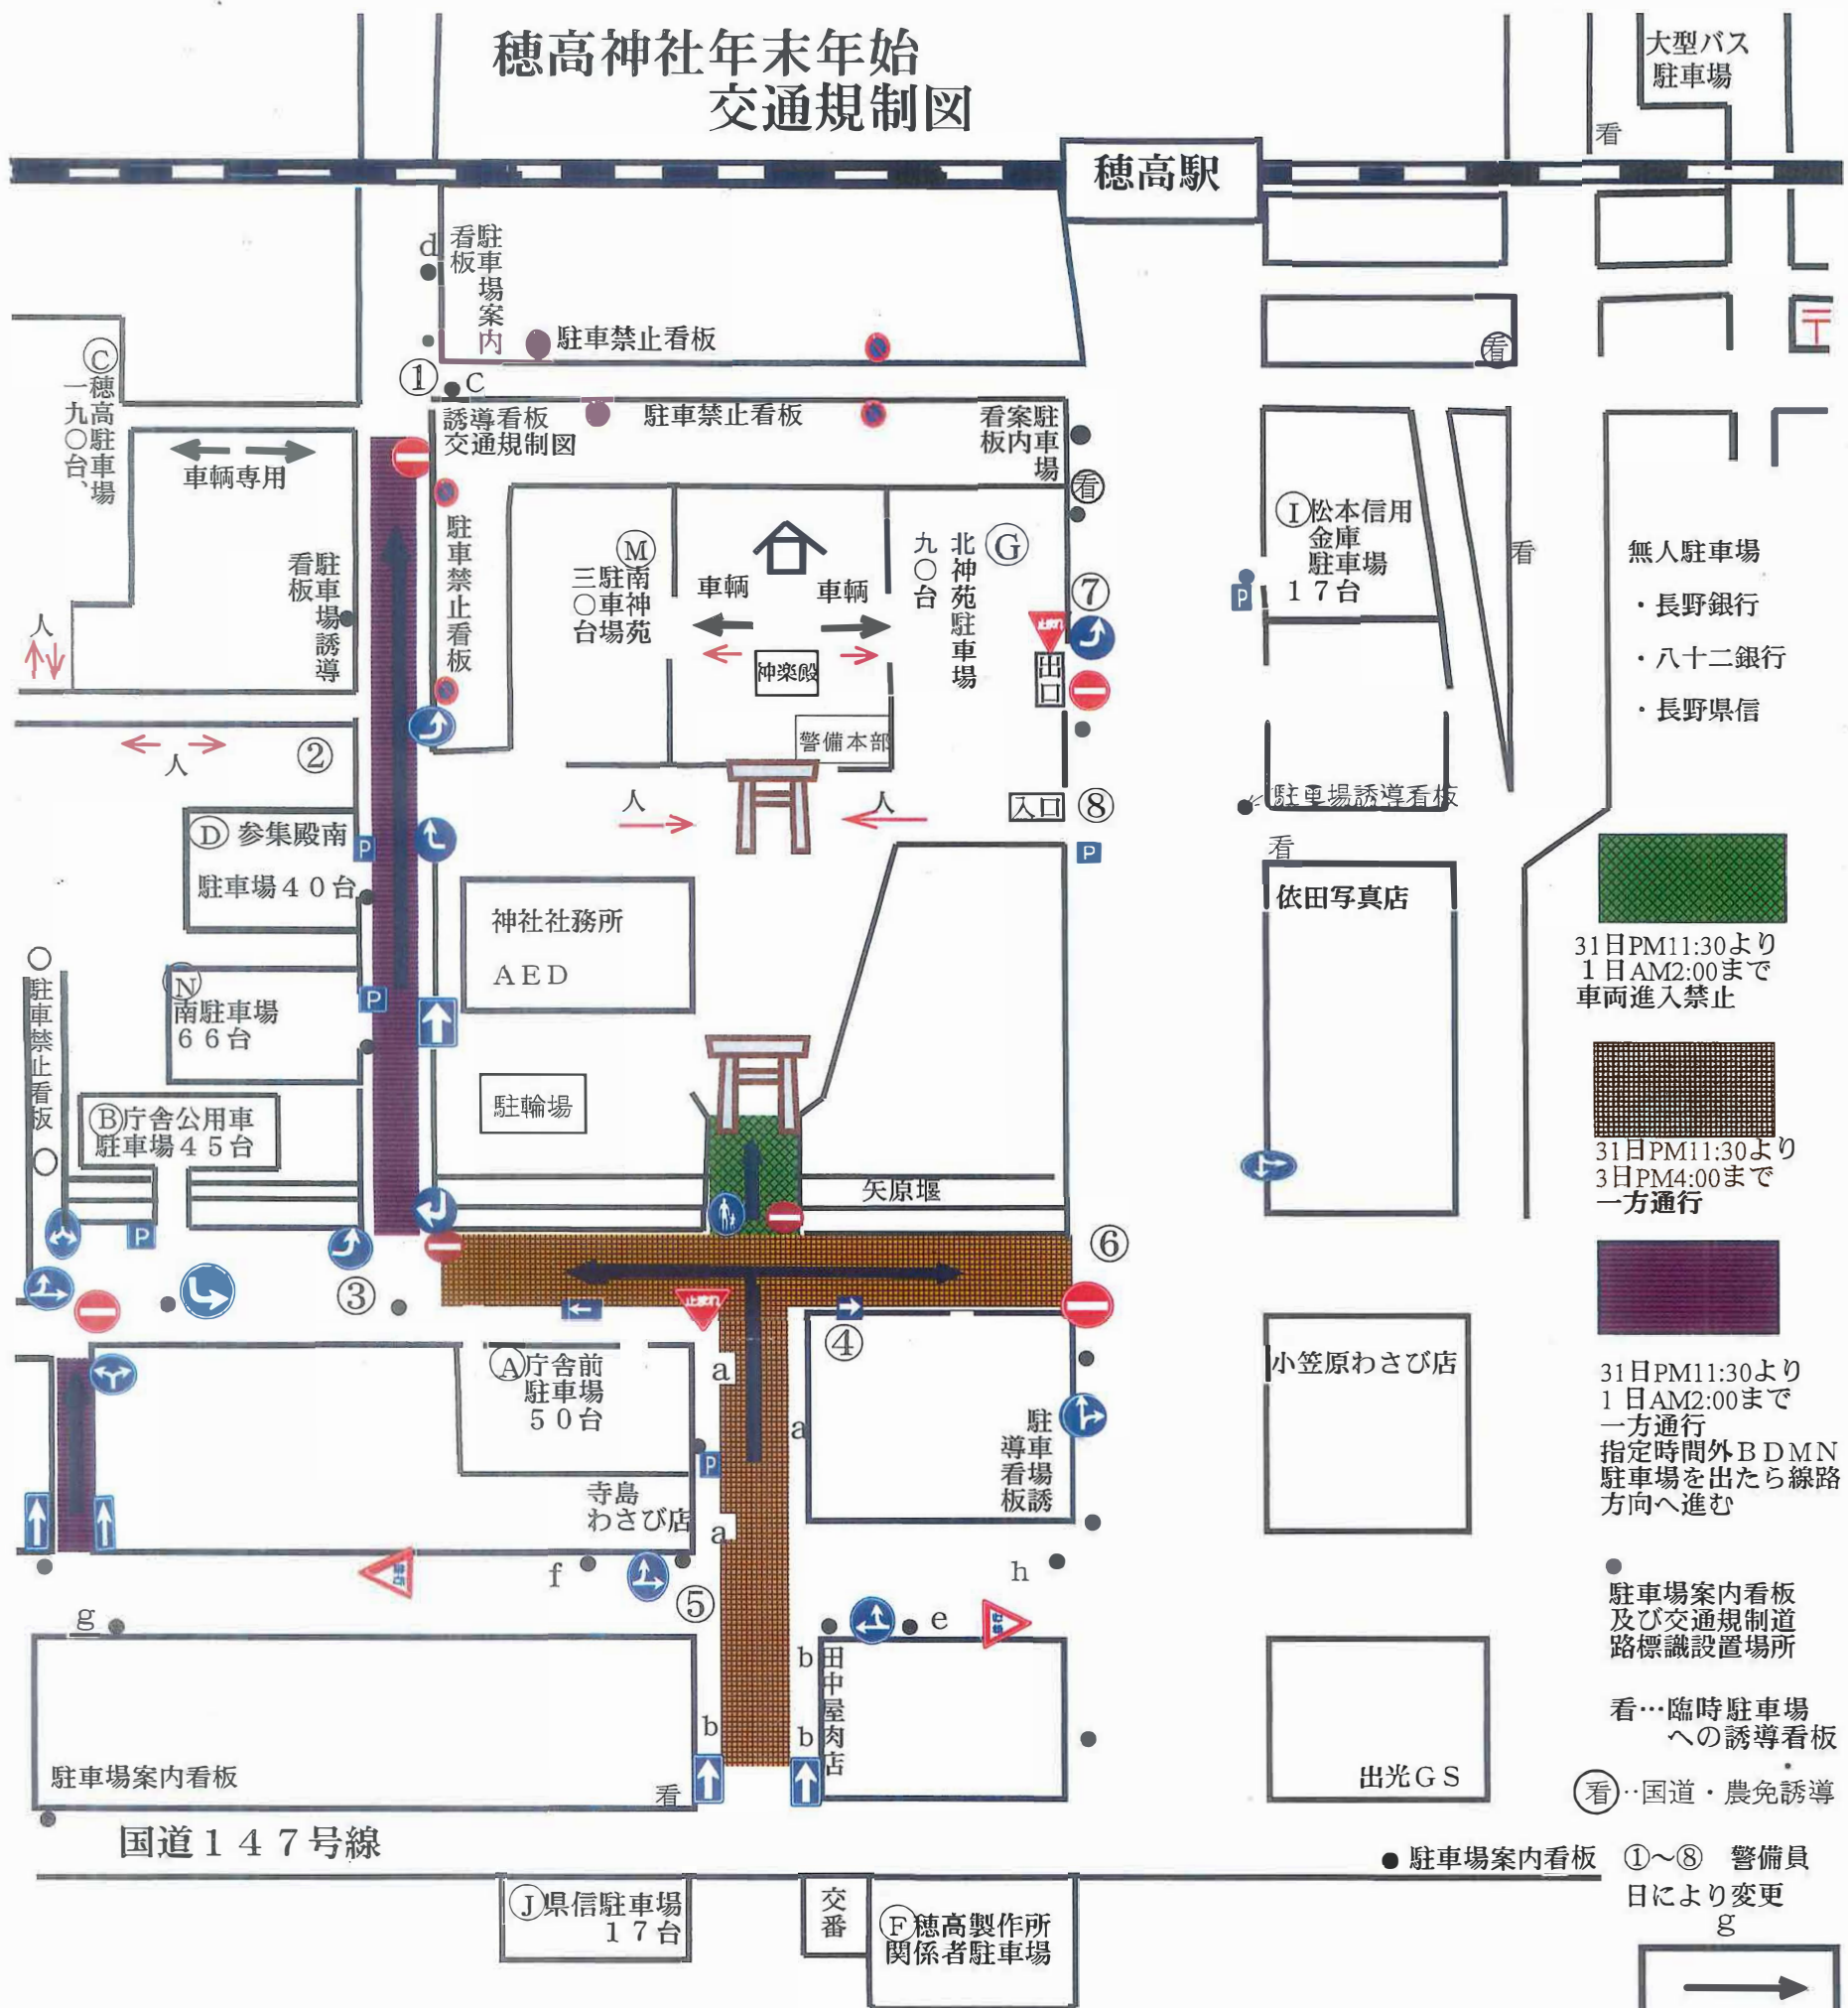 穂高神社年末年始
交通規制図
大型バス
駐車場
看
穂高駅
d
駐車場案内
看板
駐車禁止看板
〒
看
Ⓒ
穂高駐車場
一九〇台、
①
c
誘導看板
交通規制図
駐車禁止看板
駐車場
案内
看板
看
車輌専用
駐車場誘導
看板
駐車禁止看板
Ⓜ
南神苑
駐車場
三〇台
車輌
車輌
神楽殿
警備本部
Ⓖ
北神苑駐車場
九〇台
⑦
止まれ
出口
Ⓘ松本信用
金庫
駐車場
17台
P
看
無人駐車場
・長野銀行
・八十二銀行
・長野県信
人
人
②
人
人
入口
⑧
P
駐車場誘導看板
看
依田写真店
Ⓓ 参集殿南
駐車場40台
P
神社社務所
AED
Ⓝ
南駐車場
66台
P
駐車禁止看板
Ⓑ庁舎公用車
駐車場45台
P
駐輪場
矢原堰
31日PM11:30より
1日AM2:00まで
車両進入禁止
31日PM11:30より
3日PM4:00まで
一方通行
③
⑥
止まれ
④
Ⓐ庁舎前
駐車場
50台
P
a
a
a
寺島
わさび店
駐車場誘
導看板
小笠原わさび店
31日PM11:30より
1日AM2:00まで
一方通行
指定時間外BDMN
駐車場を出たら線路
方向へ進む
f
⑤
h
g
e
b
b
b
田中屋肉店
駐車場案内看板
及び交通規制道
路標識設置場所
看…臨時駐車場
への誘導看板
駐車場案内看板
看
出光GS
看‥国道・農免誘導
国道147号線
●駐車場案内看板
①～⑧ 警備員
日により変更
g
Ⓙ県信駐車場
17台
交番
Ⓕ穂高製作所
関係者駐車場